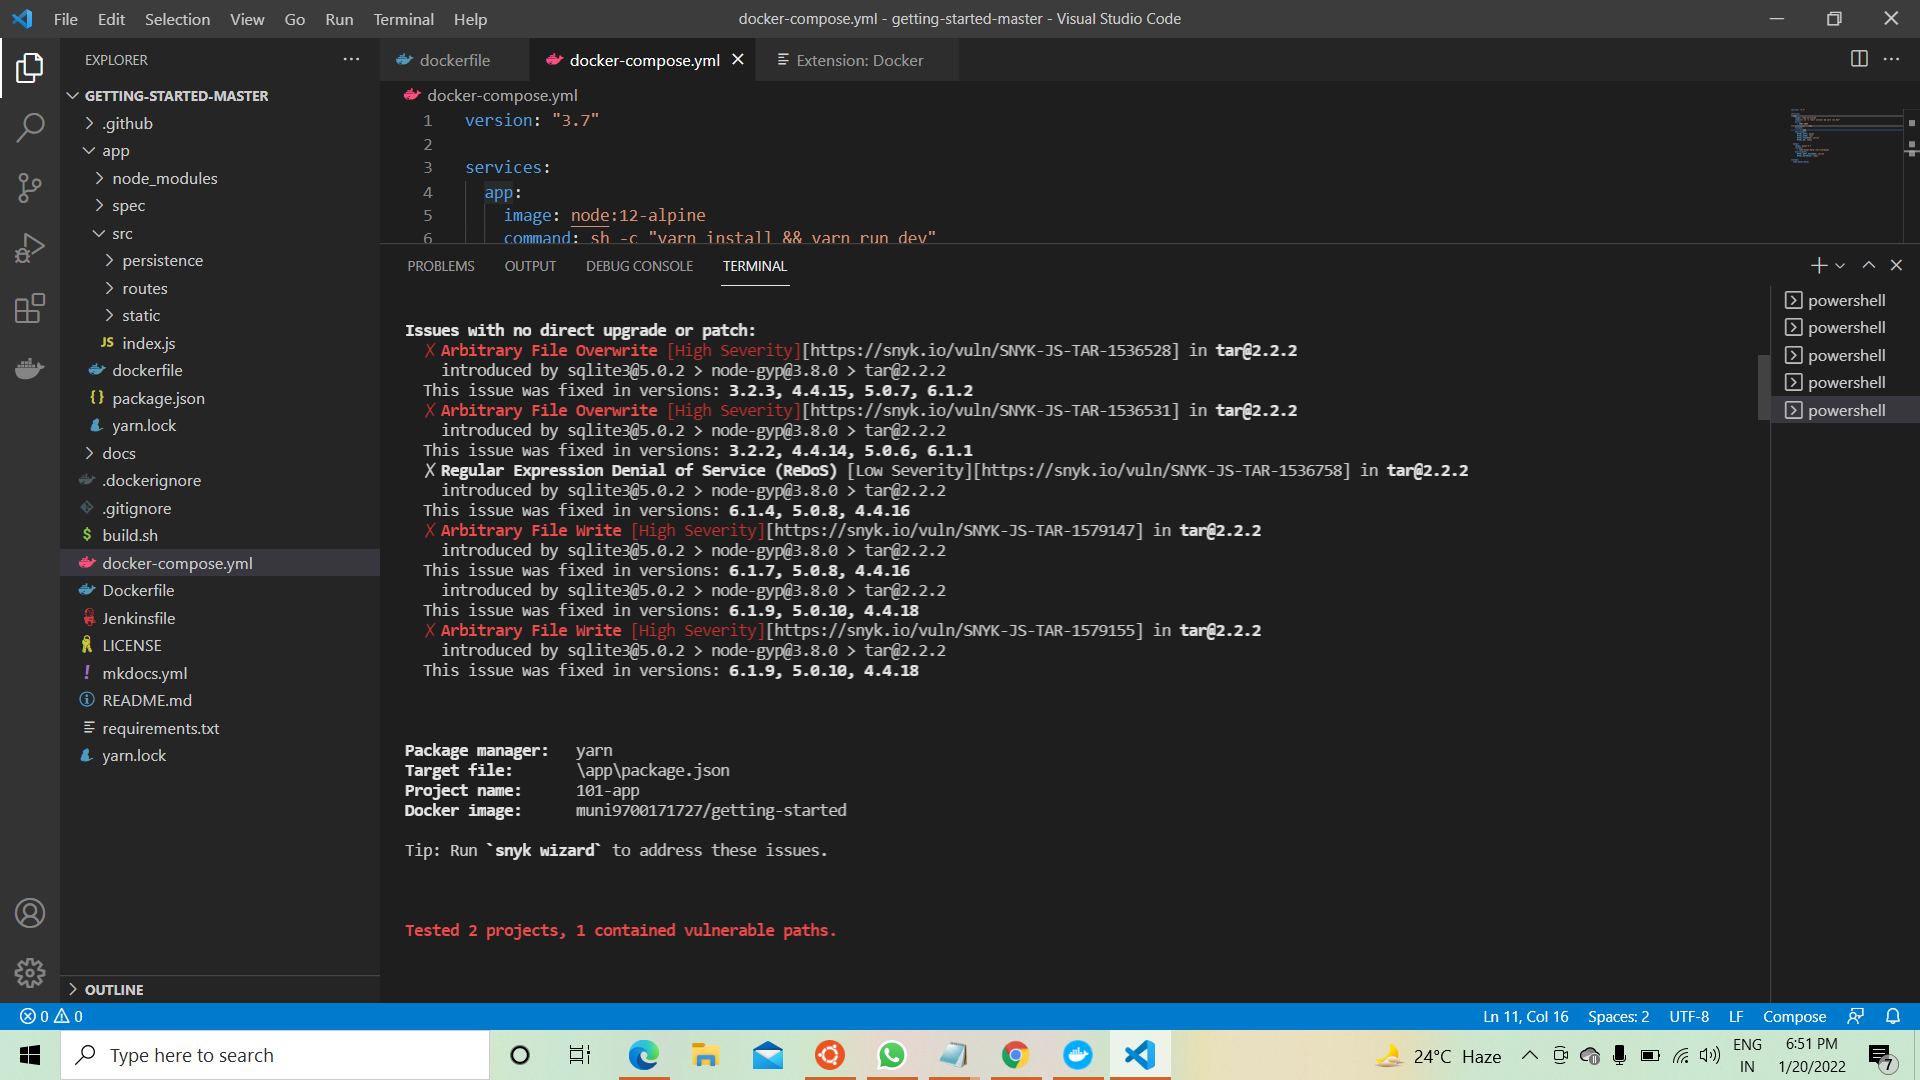 File Edit Selection View Go Run Terminal Help
docker-compose.yml - getting-started-master - Visual Studio Code
EXPLORER
GETTING-STARTED-MASTER
.github
app
node_modules
spec
src
persistence
routes
static
JS index.js
dockerfile
{} package.json
yarn.lock
docs
.dockerignore
.gitignore
$ build.sh
docker-compose.yml
Dockerfile
Jenkinsfile
LICENSE
! mkdocs.yml
README.md
requirements.txt
yarn.lock
OUTLINE
dockerfile
docker-compose.yml
Extension: Docker
docker-compose.yml
1 version: "3.7"
2
3 services:
4 app:
5 image: node:12-alpine
6 command: sh -c "yarn install && yarn run dev"
PROBLEMS OUTPUT DEBUG CONSOLE TERMINAL
powershell
powershell
powershell
powershell
powershell
Issues with no direct upgrade or patch:
✗ Arbitrary File Overwrite [High Severity][https://snyk.io/vuln/SNYK-JS-TAR-1536528] in tar@2.2.2
introduced by sqlite3@5.0.2 > node-gyp@3.8.0 > tar@2.2.2
This issue was fixed in versions: 3.2.3, 4.4.15, 5.0.7, 6.1.2
✗ Arbitrary File Overwrite [High Severity][https://snyk.io/vuln/SNYK-JS-TAR-1536531] in tar@2.2.2
introduced by sqlite3@5.0.2 > node-gyp@3.8.0 > tar@2.2.2
This issue was fixed in versions: 3.2.2, 4.4.14, 5.0.6, 6.1.1
✗ Regular Expression Denial of Service (ReDoS) [Low Severity][https://snyk.io/vuln/SNYK-JS-TAR-1536758] in tar@2.2.2
introduced by sqlite3@5.0.2 > node-gyp@3.8.0 > tar@2.2.2
This issue was fixed in versions: 6.1.4, 5.0.8, 4.4.16
✗ Arbitrary File Write [High Severity][https://snyk.io/vuln/SNYK-JS-TAR-1579147] in tar@2.2.2
introduced by sqlite3@5.0.2 > node-gyp@3.8.0 > tar@2.2.2
This issue was fixed in versions: 6.1.7, 5.0.8, 4.4.16
introduced by sqlite3@5.0.2 > node-gyp@3.8.0 > tar@2.2.2
This issue was fixed in versions: 6.1.9, 5.0.10, 4.4.18
✗ Arbitrary File Write [High Severity][https://snyk.io/vuln/SNYK-JS-TAR-1579155] in tar@2.2.2
introduced by sqlite3@5.0.2 > node-gyp@3.8.0 > tar@2.2.2
This issue was fixed in versions: 6.1.9, 5.0.10, 4.4.18
Package manager: yarn
Target file: \app\package.json
Project name: 101-app
Docker image: muni9700171727/getting-started
Tip: Run `snyk wizard` to address these issues.
Tested 2 projects, 1 contained vulnerable paths.
0 0
Ln 11, Col 16 Spaces: 2 UTF-8 LF Compose
Type here to search
24°C Haze
ENG
IN
6:51 PM
1/20/2022
7